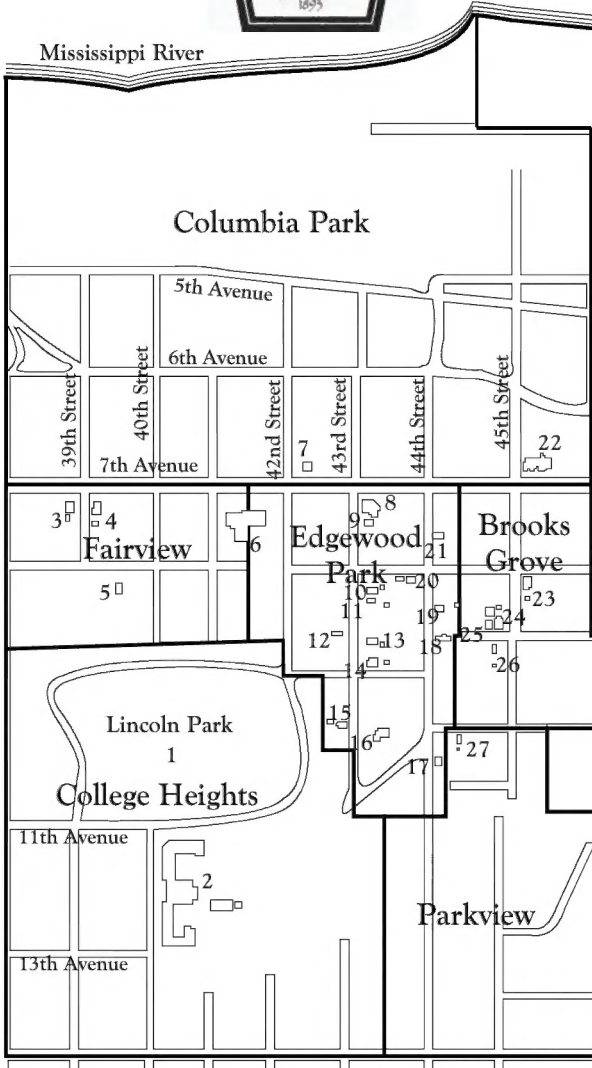 1893
Mississippi River
Columbia Park
5th Avenue
6th Avenue
39th Street
40th Street
42nd Street
43rd Street
44th Street
45th Street
7
22
7th Avenue
3
4
6
8
9
Fairview
Edgewood
Park
21
Brooks
Grove
5
10
11
20
19
23
24
12
13
18
25
14
26
15
Lincoln Park
1
16
17
27
College Heights
11th Avenue
2
Parkview
13th Avenue